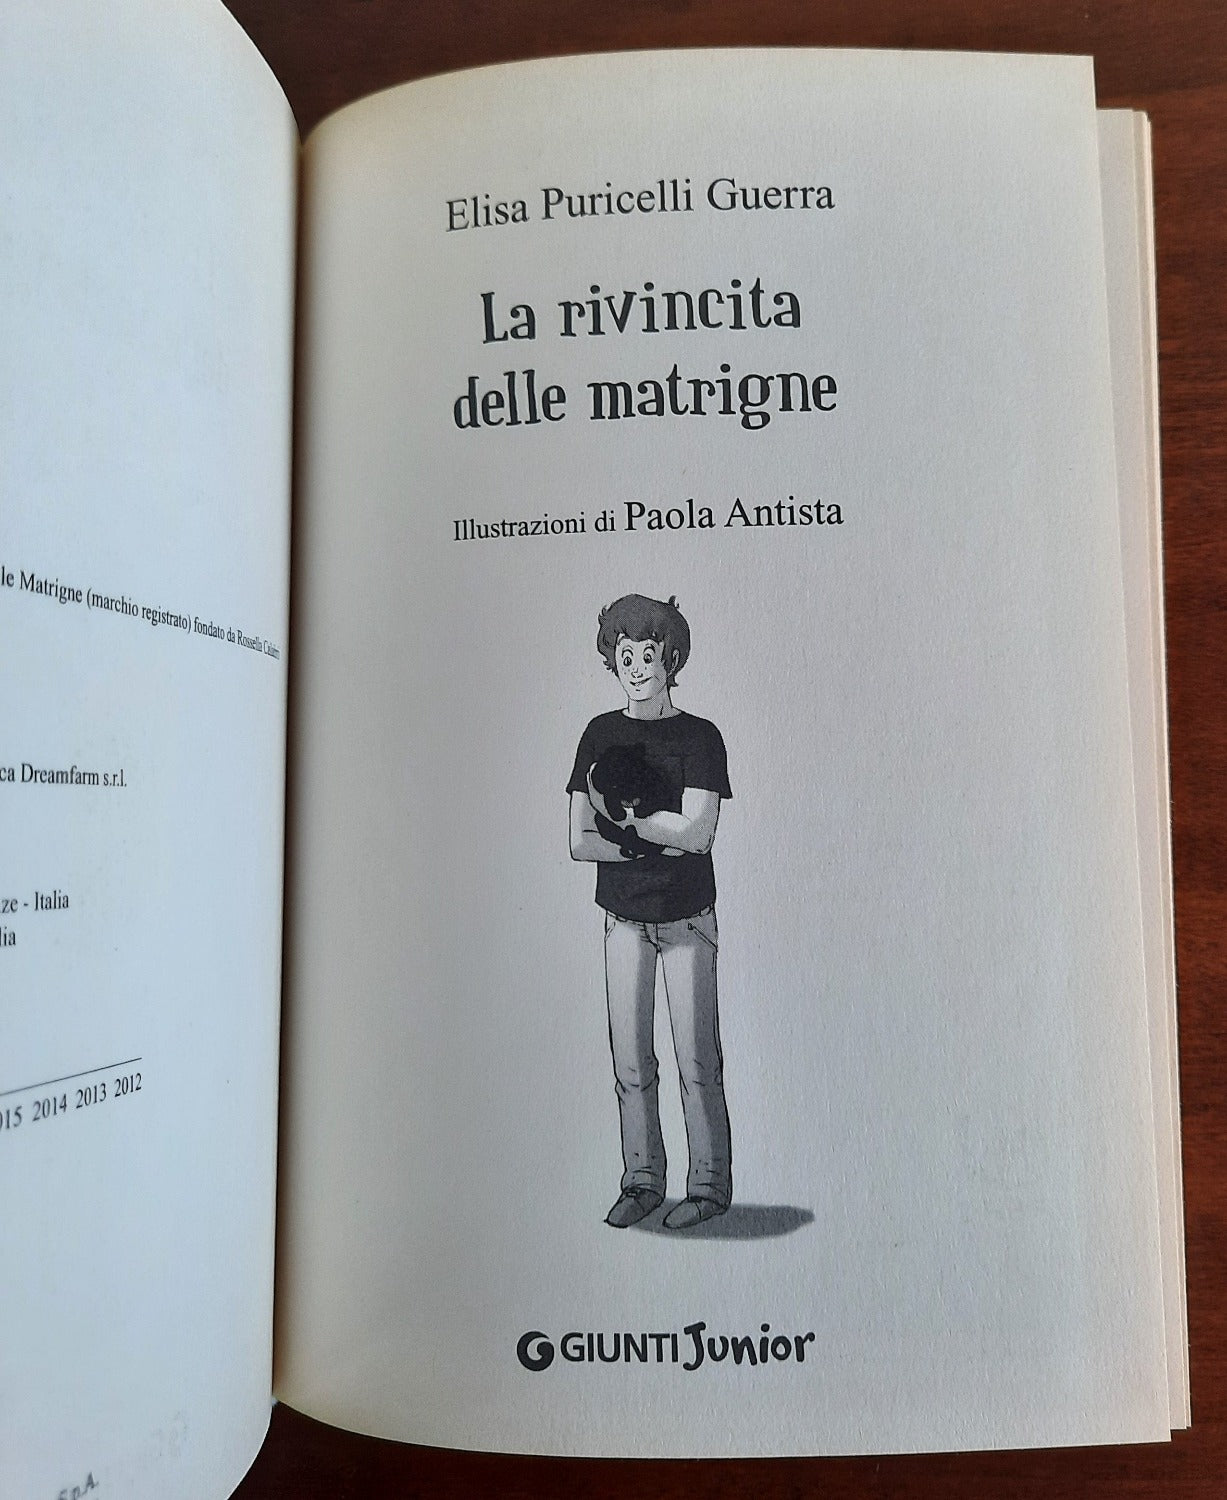 le Matrigne (marchio registrato) fondato da Rossella
ca Dreamfarm s.r.l.
ze - Italia
lia
015 2014 2013 2012
S.p.A.
Elisa Puricelli Guerra
La rivincita
delle matrigne
Illustrazioni di Paola Antista
GIUNTI Junior